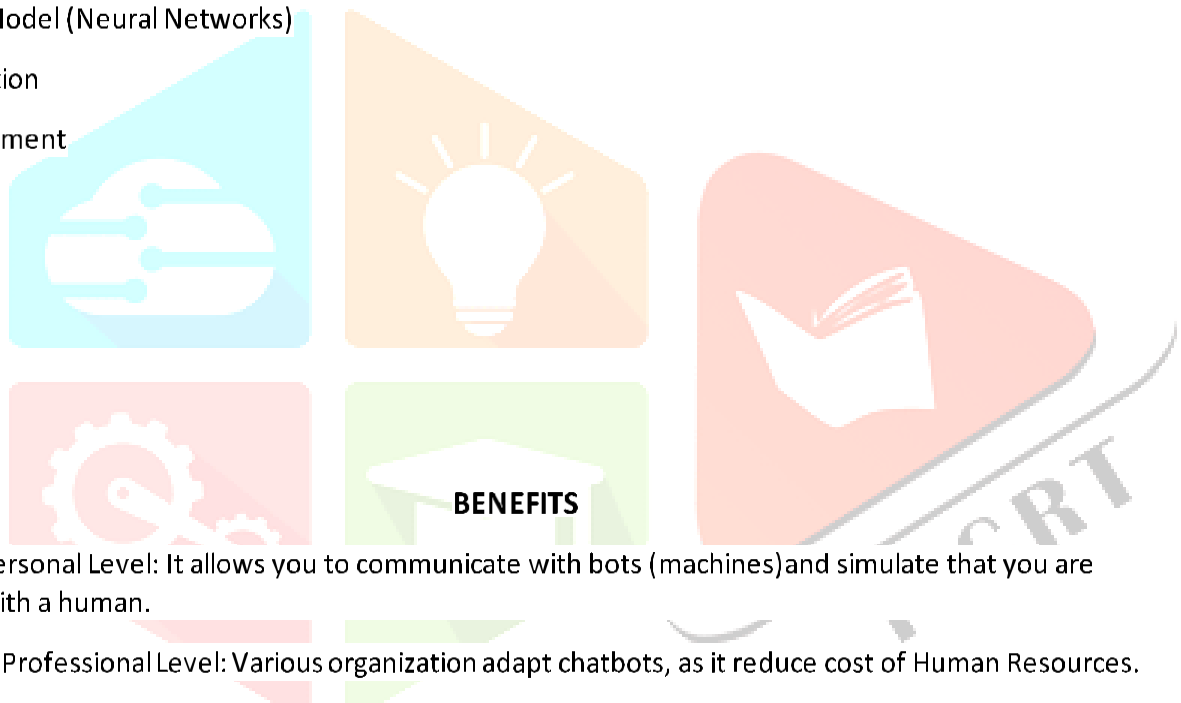 Model (Neural Networks)
tion
ment
BENEFITS
ersonal Level: It allows you to communicate with bots (machines)and simulate that you are
ith a human.
Professional Level: Various organization adapt chatbots, as it reduce cost of Human Resources.